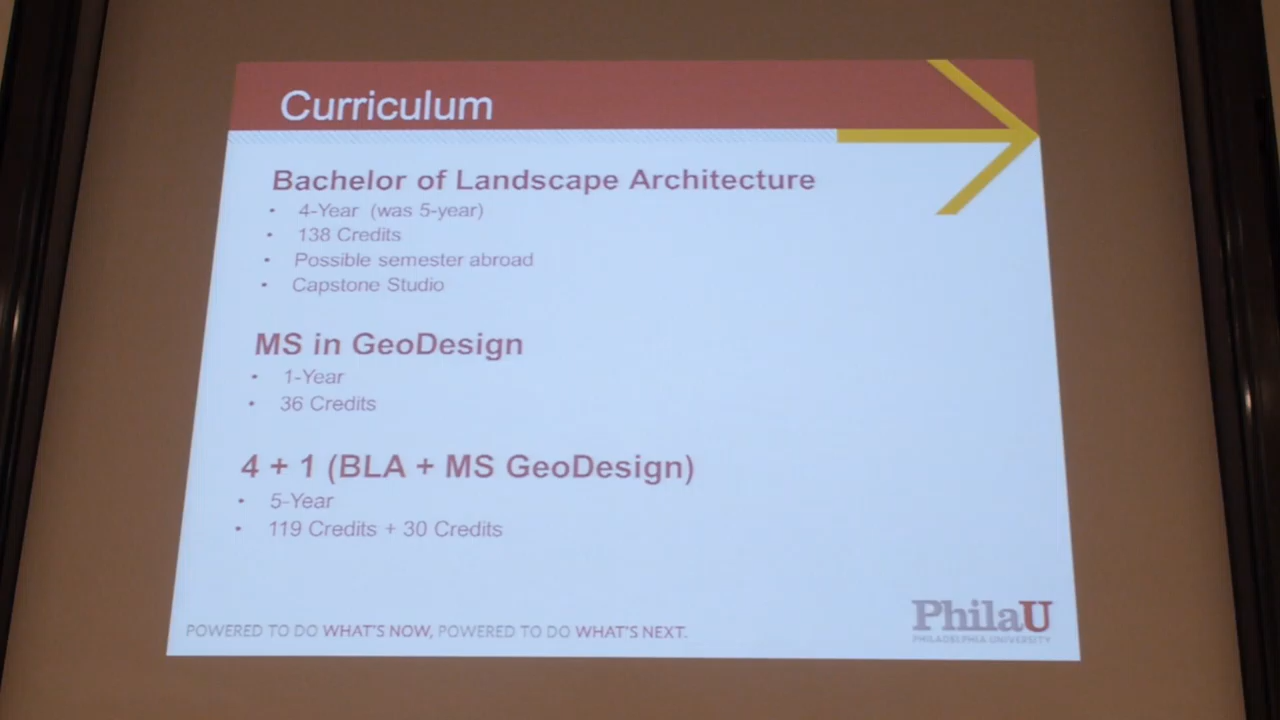 Curriculum
Bachelor of Landscape Architecture
• 4-Year (was 5-year)
• 138 Credits
• Possible semester abroad
• Capstone Studio
MS in GeoDesign
• 1-Year
• 36 Credits
4 + 1 (BLA + MS GeoDesign)
• 5-Year
• 119 Credits + 30 Credits
POWERED TO DO WHAT'S NOW, POWERED TO DO WHAT'S NEXT.
PhilaU
PHILADELPHIA UNIVERSITY